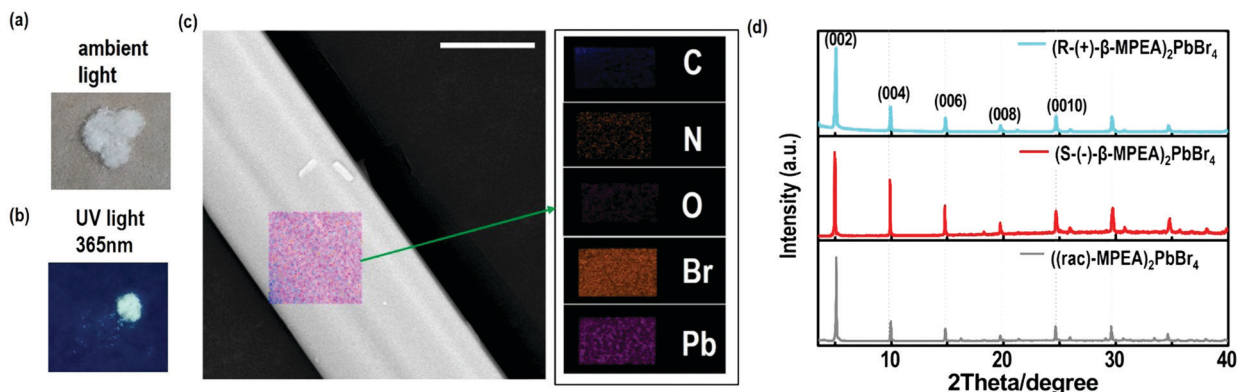 (a)
ambient
light
(b)
UV light
365nm
(c)
C
N
O
Br
Pb
(d)
(002)
(004)
(006)
(008)
(0010)
(R-(+)-β-MPEA)₂PbBr₄
(S-(-)-β-MPEA)₂PbBr₄
((rac)-MPEA)₂PbBr₄
Intensity (a.u.)
10
20
30
40
2Theta/degree